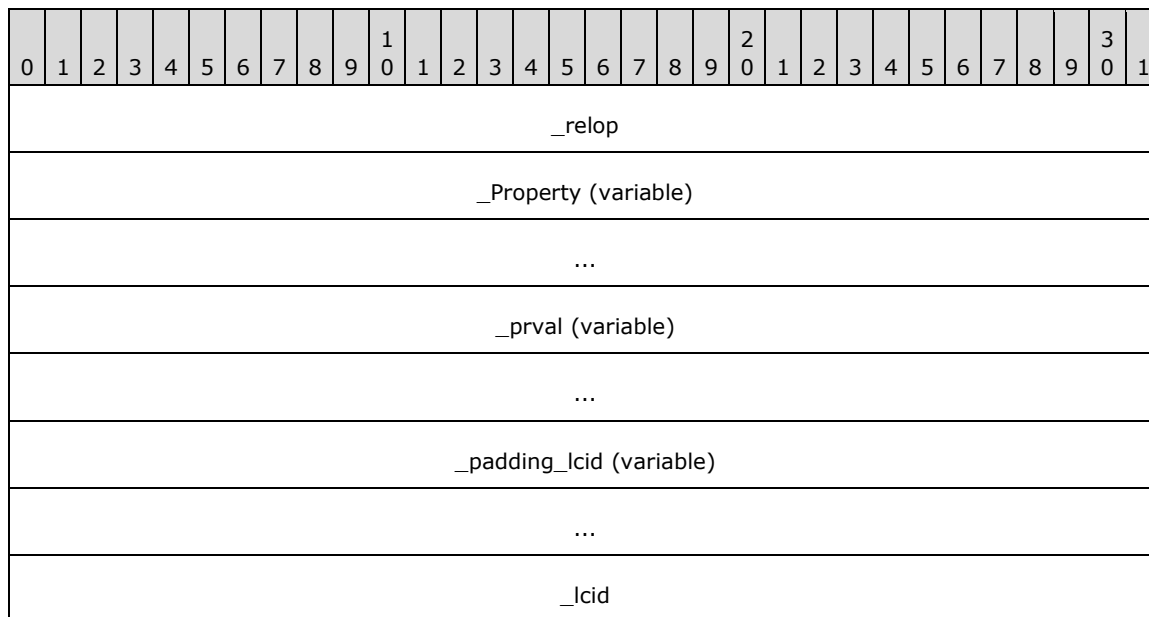 1 2 3
0 1 2 3 4 5 6 7 8 9 0 1 2 3 4 5 6 7 8 9 0 1 2 3 4 5 6 7 8 9 0 1
_relop
_Property (variable)
...
_prval (variable)
...
_padding_lcid (variable)
...
_lcid